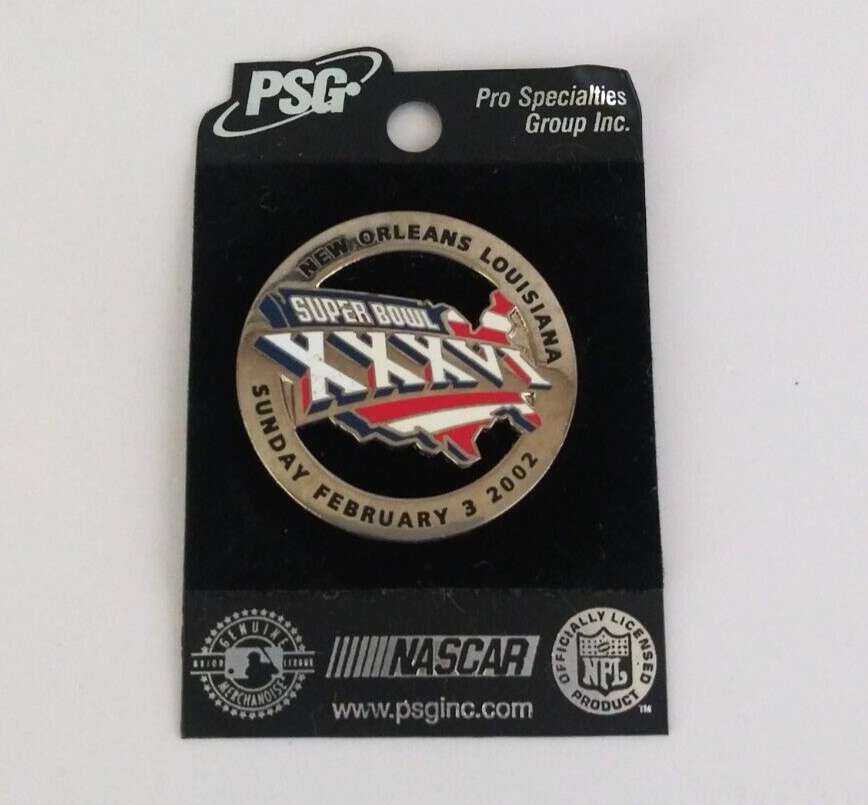 PSG
Pro Specialties
Group Inc.
NEW ORLEANS LOUISIANA
SUPER BOWL
XXXVI
SUNDAY FEBRUARY 3 2002
GENUINE
MAJOR LEAGUE
MERCHANDISE
NASCAR
www.psginc.com
OFFICIALLY LICENSED
NFL
PRODUCT
TM